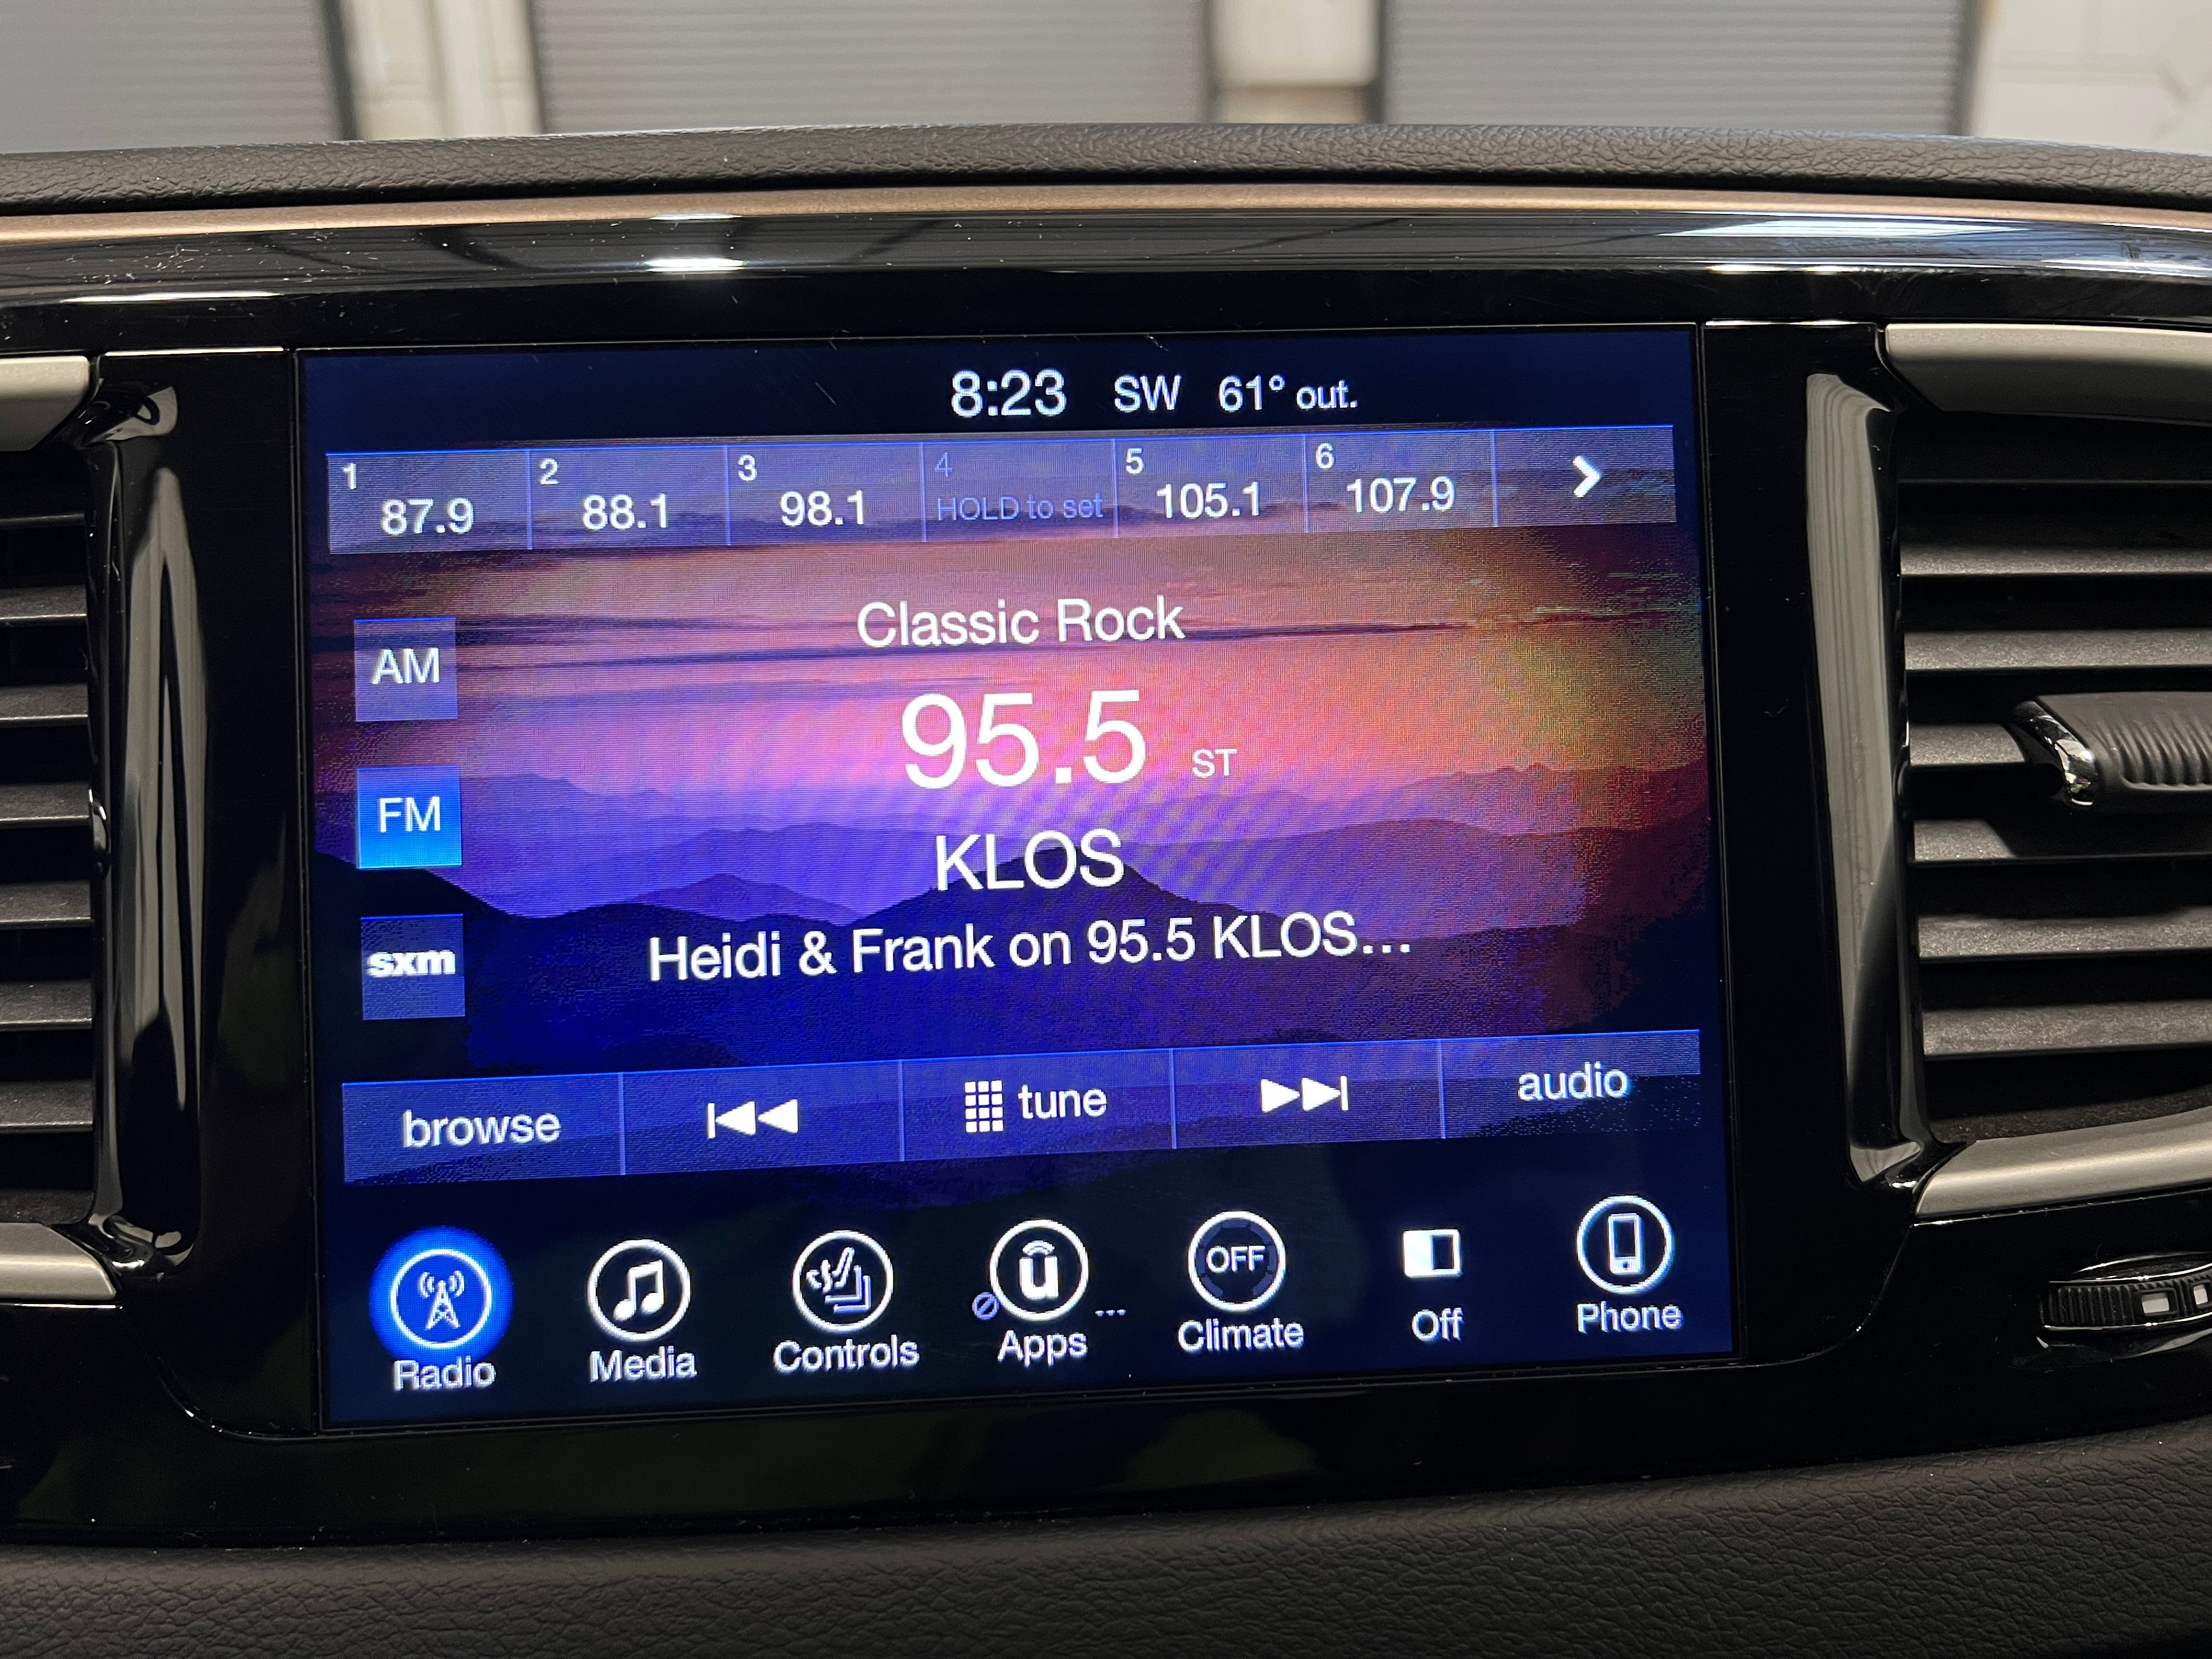 8:23 SW 61° out.
1 2 3 4 5 6
87.9 88.1 98.1 HOLD to set 105.1 107.9
Classic Rock
AM
95.5 ST
FM
KLOS
Heidi & Frank on 95.5 KLOS...
sxm
browse tune audio
OFF
Radio Media Controls Apps ... Climate Off Phone